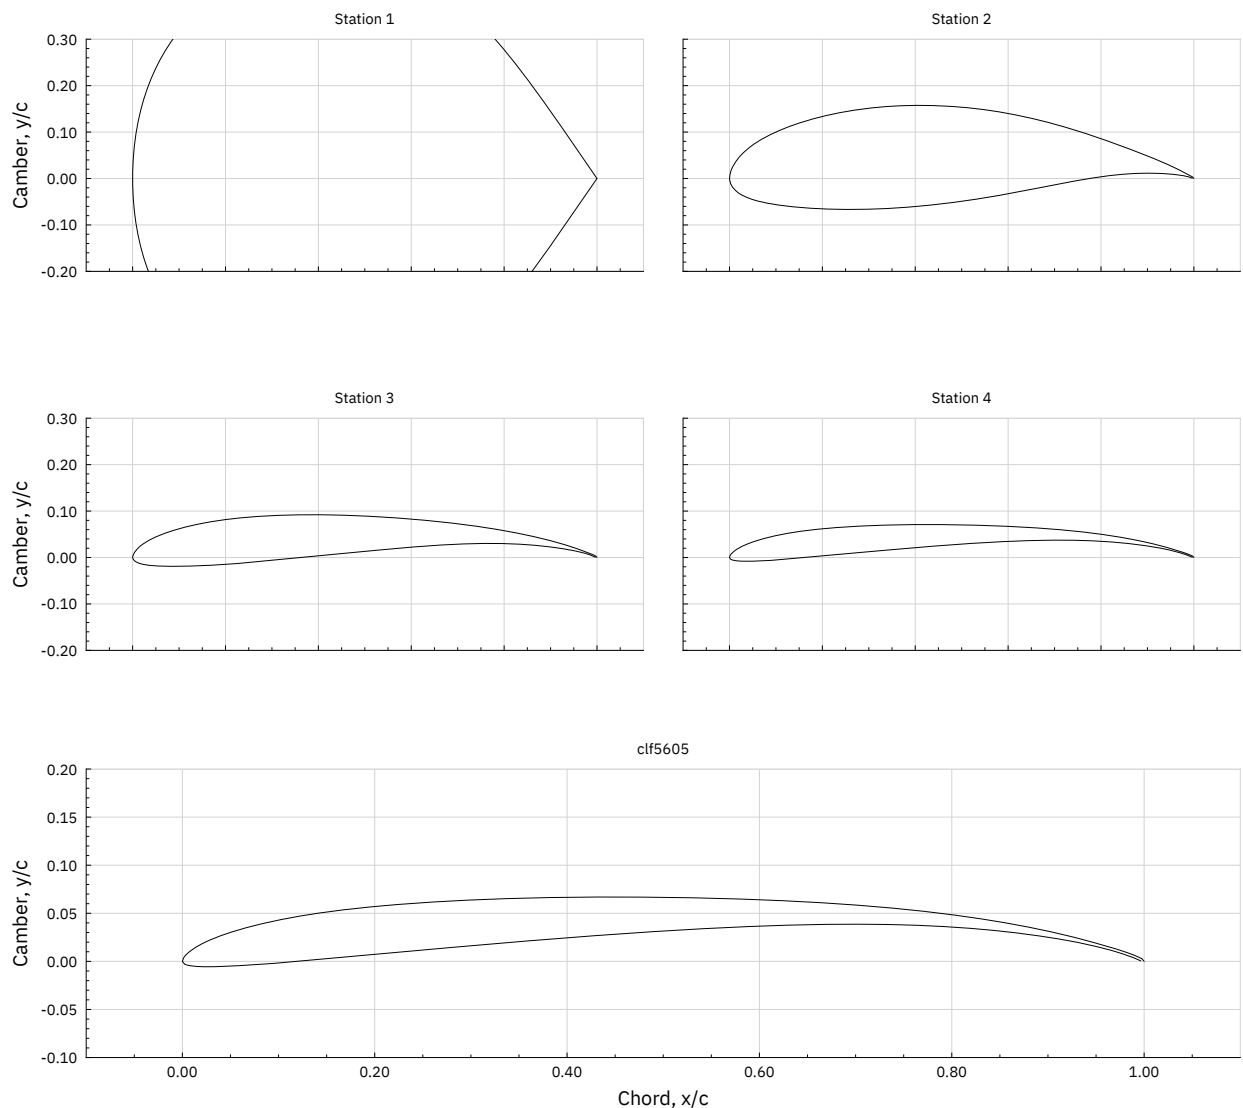 Station 1
Station 2
Camber, y/c
0.30
0.20
0.10
0.00
-0.10
-0.20
Station 3
Station 4
Camber, y/c
0.30
0.20
0.10
0.00
-0.10
-0.20
clf5605
Camber, y/c
0.20
0.15
0.10
0.05
0.00
-0.05
-0.10
0.00 0.20 0.40 0.60 0.80 1.00
Chord, x/c